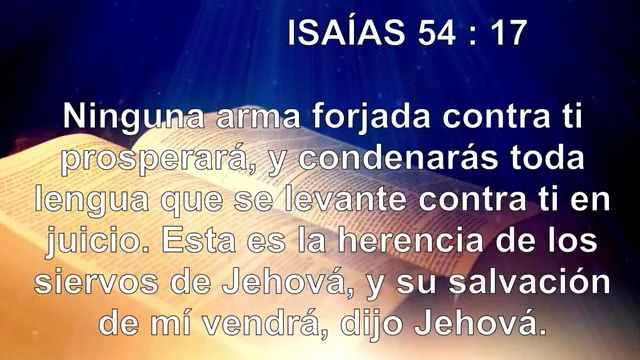 ISAÍAS 54 : 17
Ninguna arma forjada contra ti
prosperará, y condenarás toda
lengua que se levante contra ti en
juicio. Esta es la herencia de los
siervos de Jehová, y su salvación
de mí vendrá, dijo Jehová.